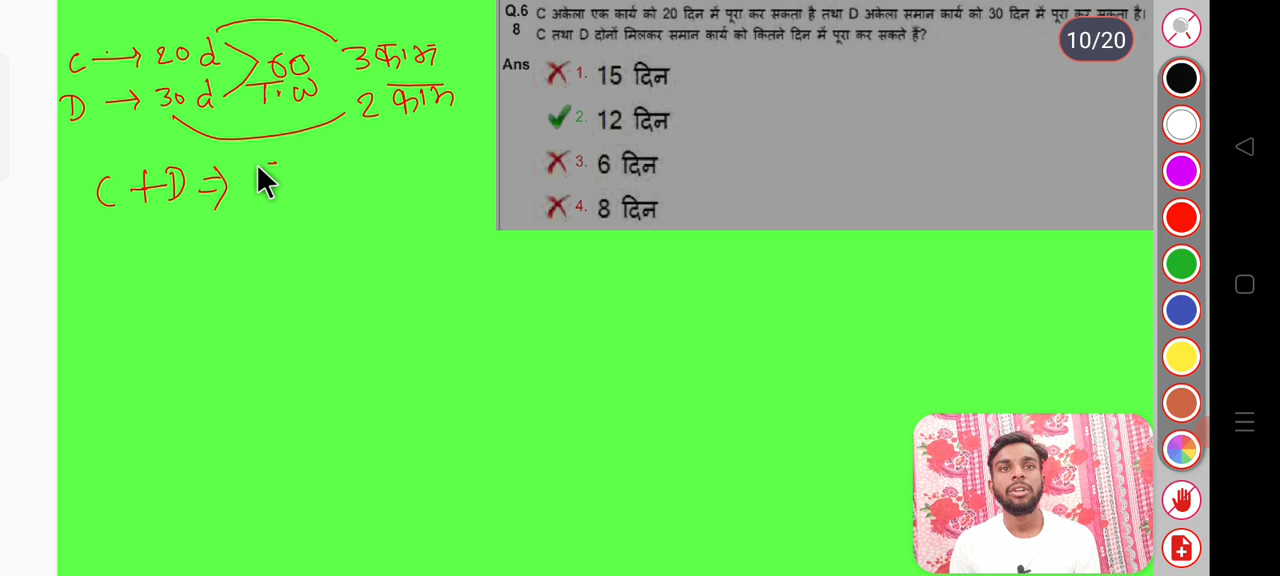 C → 20 d 60 3 काम
D → 30 d T.W 2 काम
C + D ⇒
Q.6 C अकेला एक कार्य को 20 दिन में पूरा कर सकता है तथा D अकेला समान कार्य को 30 दिन में पूरा कर सकता है।
8 C तथा D दोनों मिलकर समान कार्य को कितने दिन में पूरा कर सकते हैं?
10/20
Ans 1. 15 दिन
2. 12 दिन
3. 6 दिन
4. 8 दिन